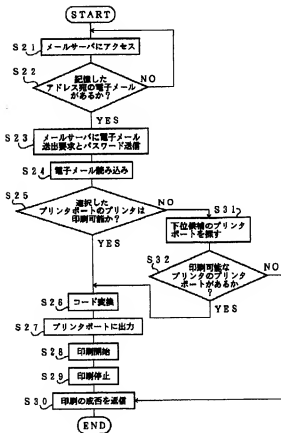 START
S21
メールサーバにアクセス
S22
記憶した
アドレス宛の電子メール
があるか?
NO
YES
S23
メールサーバに電子メール
送出要求とパスワード送信
S24
電子メール読み込み
S25
選択した
プリンタポートのプリンタは
印刷可能か?
NO
YES
S31
下位候補のプリンタ
ポートを探す
S32
印刷可能な
プリンタのプリンタ
ポートがあるか
?
NO
YES
S26
コード変換
S27
プリンタポートに出力
S28
印刷開始
S29
印刷停止
S30
印刷の成否を返信
END